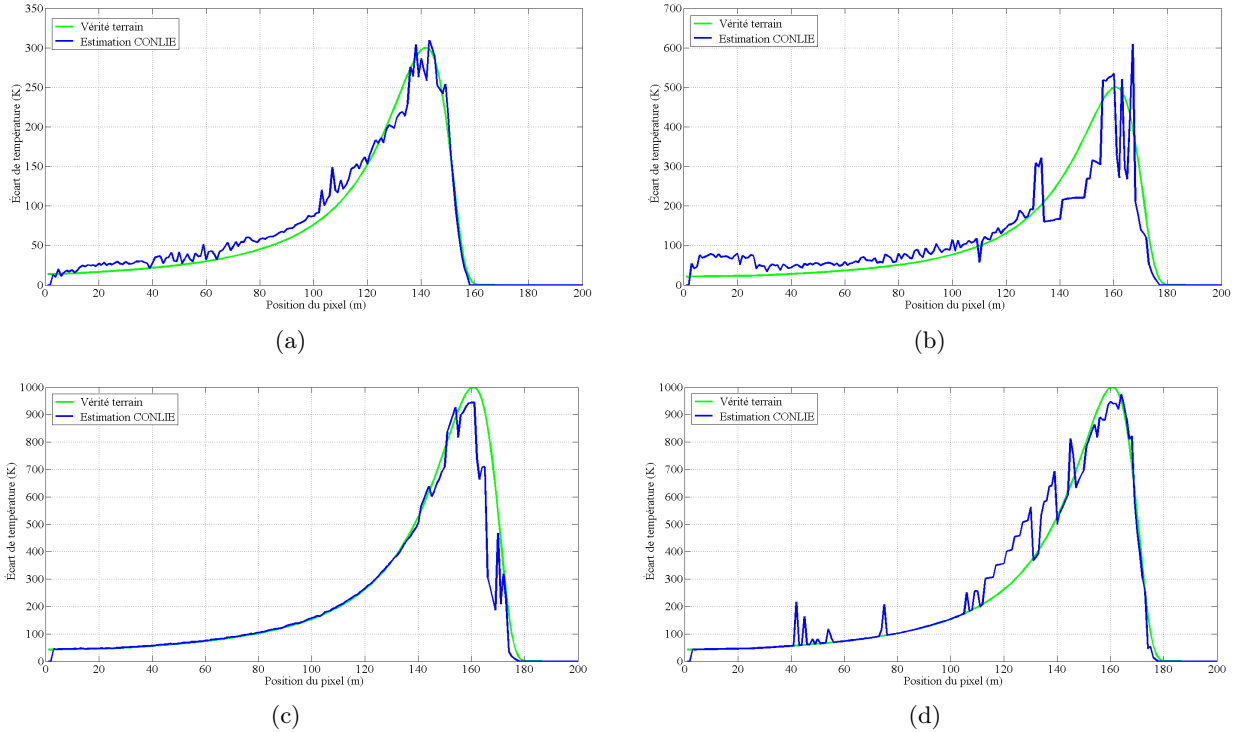 350
300
250
200
150
100
50
0
Écart de température (K)
Vérité terrain
Estimation CONLIE
0 20 40 60 80 100 120 140 160 180 200
Position du pixel (m)
(a)
700
600
500
400
300
200
100
0
Écart de température (K)
Vérité terrain
Estimation CONLIE
0 20 40 60 80 100 120 140 160 180 200
Position du pixel (m)
(b)
1000
900
800
700
600
500
400
300
200
100
0
Écart de température (K)
Vérité terrain
Estimation CONLIE
0 20 40 60 80 100 120 140 160 180 200
Position du pixel (m)
(c)
1000
900
800
700
600
500
400
300
200
100
0
Écart de température (K)
Vérité terrain
Estimation CONLIE
0 20 40 60 80 100 120 140 160 180 200
Position du pixel (m)
(d)